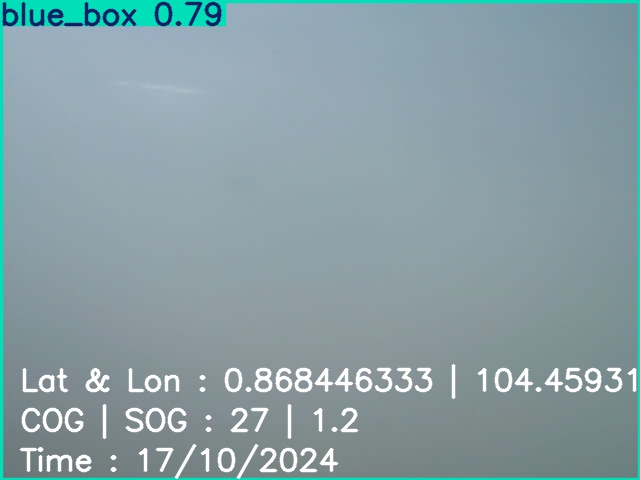 blue_box 0.79
Lat & Lon : 0.868446333 | 104.45931
COG | SOG : 27 | 1.2
Time : 17/10/2024